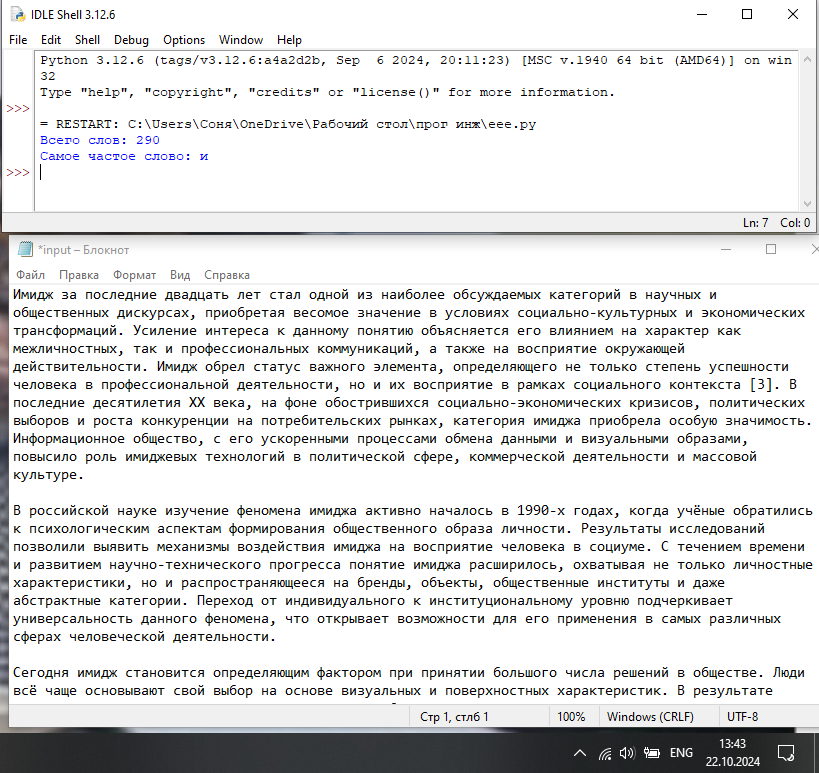 IDLE Shell 3.12.6
File Edit Shell Debug Options Window Help
Python 3.12.6 (tags/v3.12.6:a4a2d2b, Sep  6 2024, 20:11:23) [MSC v.1940 64 bit (AMD64)] on win
32
Type "help", "copyright", "credits" or "license()" for more information.
>>>
= RESTART: C:\Users\Соня\OneDrive\Рабочий стол\прог инж\eee.py
Всего слов: 290
Самое частое слово: и
>>>
Ln: 7 Col: 0
*input – Блокнот
Файл Правка Формат Вид Справка
Имидж за последние двадцать лет стал одной из наиболее обсуждаемых категорий в научных и
общественных дискурсах, приобретая весомое значение в условиях социально-культурных и экономических
трансформаций. Усиление интереса к данному понятию объясняется его влиянием на характер как
межличностных, так и профессиональных коммуникаций, а также на восприятие окружающей
действительности. Имидж обрел статус важного элемента, определяющего не только степень успешности
человека в профессиональной деятельности, но и их восприятие в рамках социального контекста [3]. В
последние десятилетия XX века, на фоне обострившихся социально-экономических кризисов, политических
выборов и роста конкуренции на потребительских рынках, категория имиджа приобрела особую значимость.
Информационное общество, с его ускоренными процессами обмена данными и визуальными образами,
повысило роль имиджевых технологий в политической сфере, коммерческой деятельности и массовой
культуре.
В российской науке изучение феномена имиджа активно началось в 1990-х годах, когда учёные обратились
к психологическим аспектам формирования общественного образа личности. Результаты исследований
позволили выявить механизмы воздействия имиджа на восприятие человека в социуме. С течением времени
и развитием научно-технического прогресса понятие имиджа расширилось, охватывая не только личностные
характеристики, но и распространяющееся на бренды, объекты, общественные институты и даже
абстрактные категории. Переход от индивидуального к институциональному уровню подчеркивает
универсальность данного феномена, что открывает возможности для его применения в самых различных
сферах человеческой деятельности.
Сегодня имидж становится определяющим фактором при принятии большого числа решений в обществе. Люди
всё чаще основывают свой выбор на основе визуальных и поверхностных характеристик. В результате
Стр 1, стлб 1 100% Windows (CRLF) UTF-8
ENG
13:43
22.10.2024